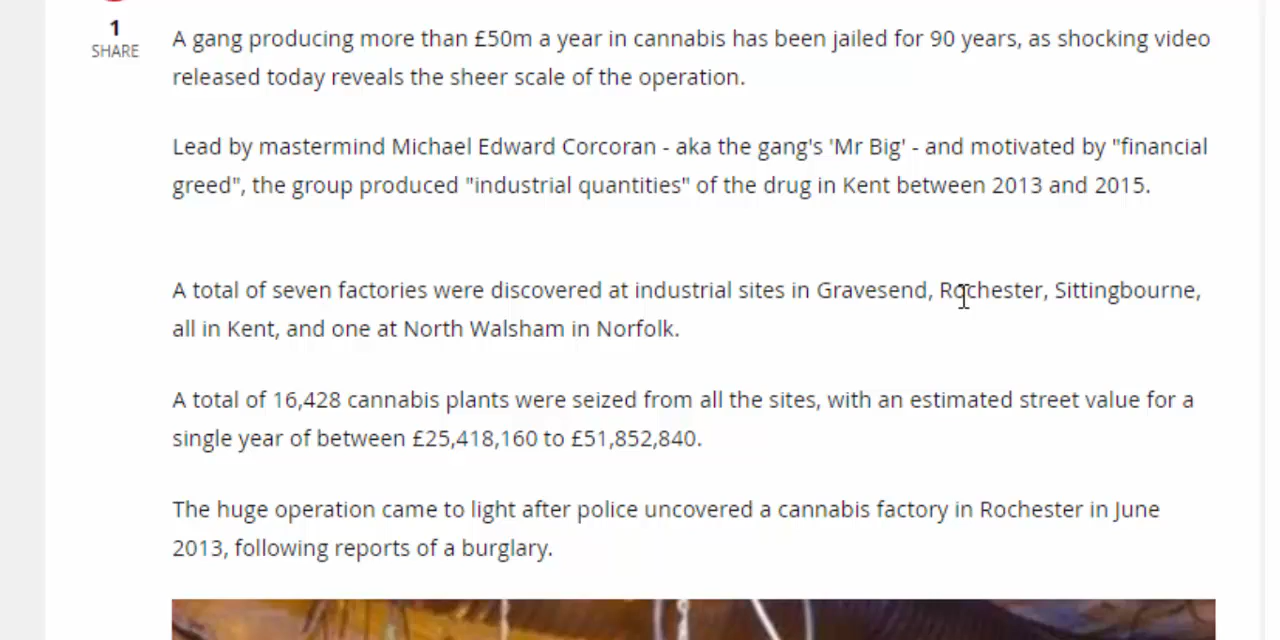 1
SHARE
A gang producing more than £50m a year in cannabis has been jailed for 90 years, as shocking video
released today reveals the sheer scale of the operation.
Lead by mastermind Michael Edward Corcoran - aka the gang's 'Mr Big' - and motivated by "financial
greed", the group produced "industrial quantities" of the drug in Kent between 2013 and 2015.
A total of seven factories were discovered at industrial sites in Gravesend, Rochester, Sittingbourne,
all in Kent, and one at North Walsham in Norfolk.
A total of 16,428 cannabis plants were seized from all the sites, with an estimated street value for a
single year of between £25,418,160 to £51,852,840.
The huge operation came to light after police uncovered a cannabis factory in Rochester in June
2013, following reports of a burglary.